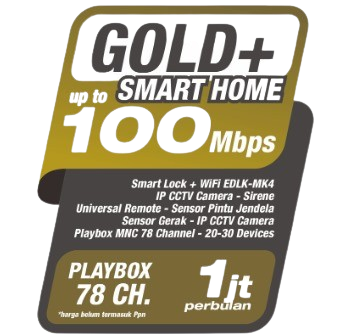 GOLD+
SMART HOME
up to
100 Mbps
Smart Lock + WiFi EDLK-MK4
IP CCTV Camera - Sirene
Universal Remote - Sensor Pintu Jendela
Sensor Gerak - IP CCTV Camera
Playbox MNC 78 Channel - 20-30 Devices
PLAYBOX
78 CH.
*harga belum termasuk Ppn
1jt
perbulan